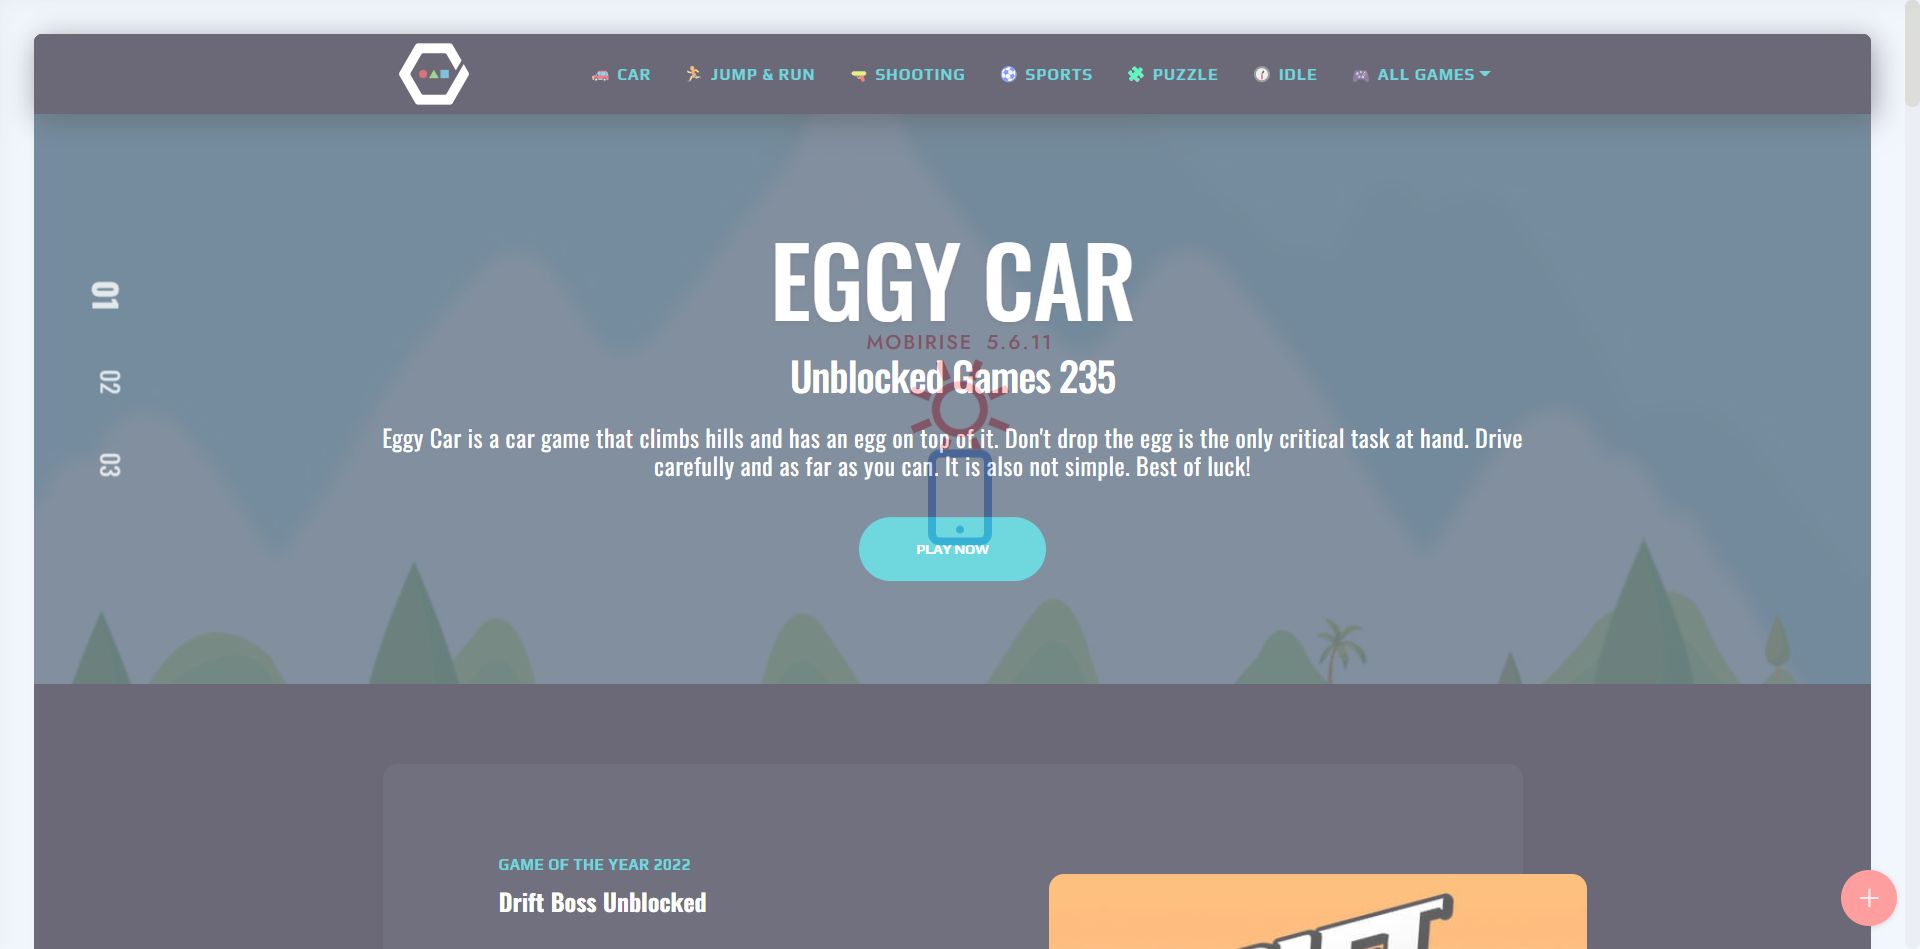 CAR
JUMP & RUN
SHOOTING
SPORTS
PUZZLE
IDLE
ALL GAMES
01
02
03
EGGY CAR
MOBIRISE 5.6.11
Unblocked Games 235
Eggy Car is a car game that climbs hills and has an egg on top of it. Don't drop the egg is the only critical task at hand. Drive
carefully and as far as you can. It is also not simple. Best of luck!
PLAY NOW
GAME OF THE YEAR 2022
Drift Boss Unblocked